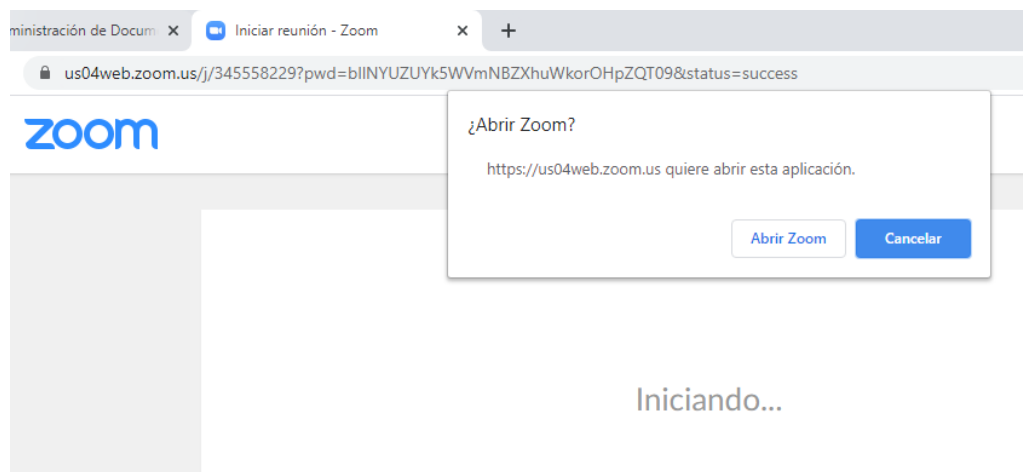 ministración de Docum
Iniciar reunión - Zoom
us04web.zoom.us/j/345558229?pwd=bllNYUZUYk5WVmNBZXhuWkorOHpZQT09&status=success
zoom
¿Abrir Zoom?
https://us04web.zoom.us quiere abrir esta aplicación.
Abrir Zoom
Cancelar
Iniciando...